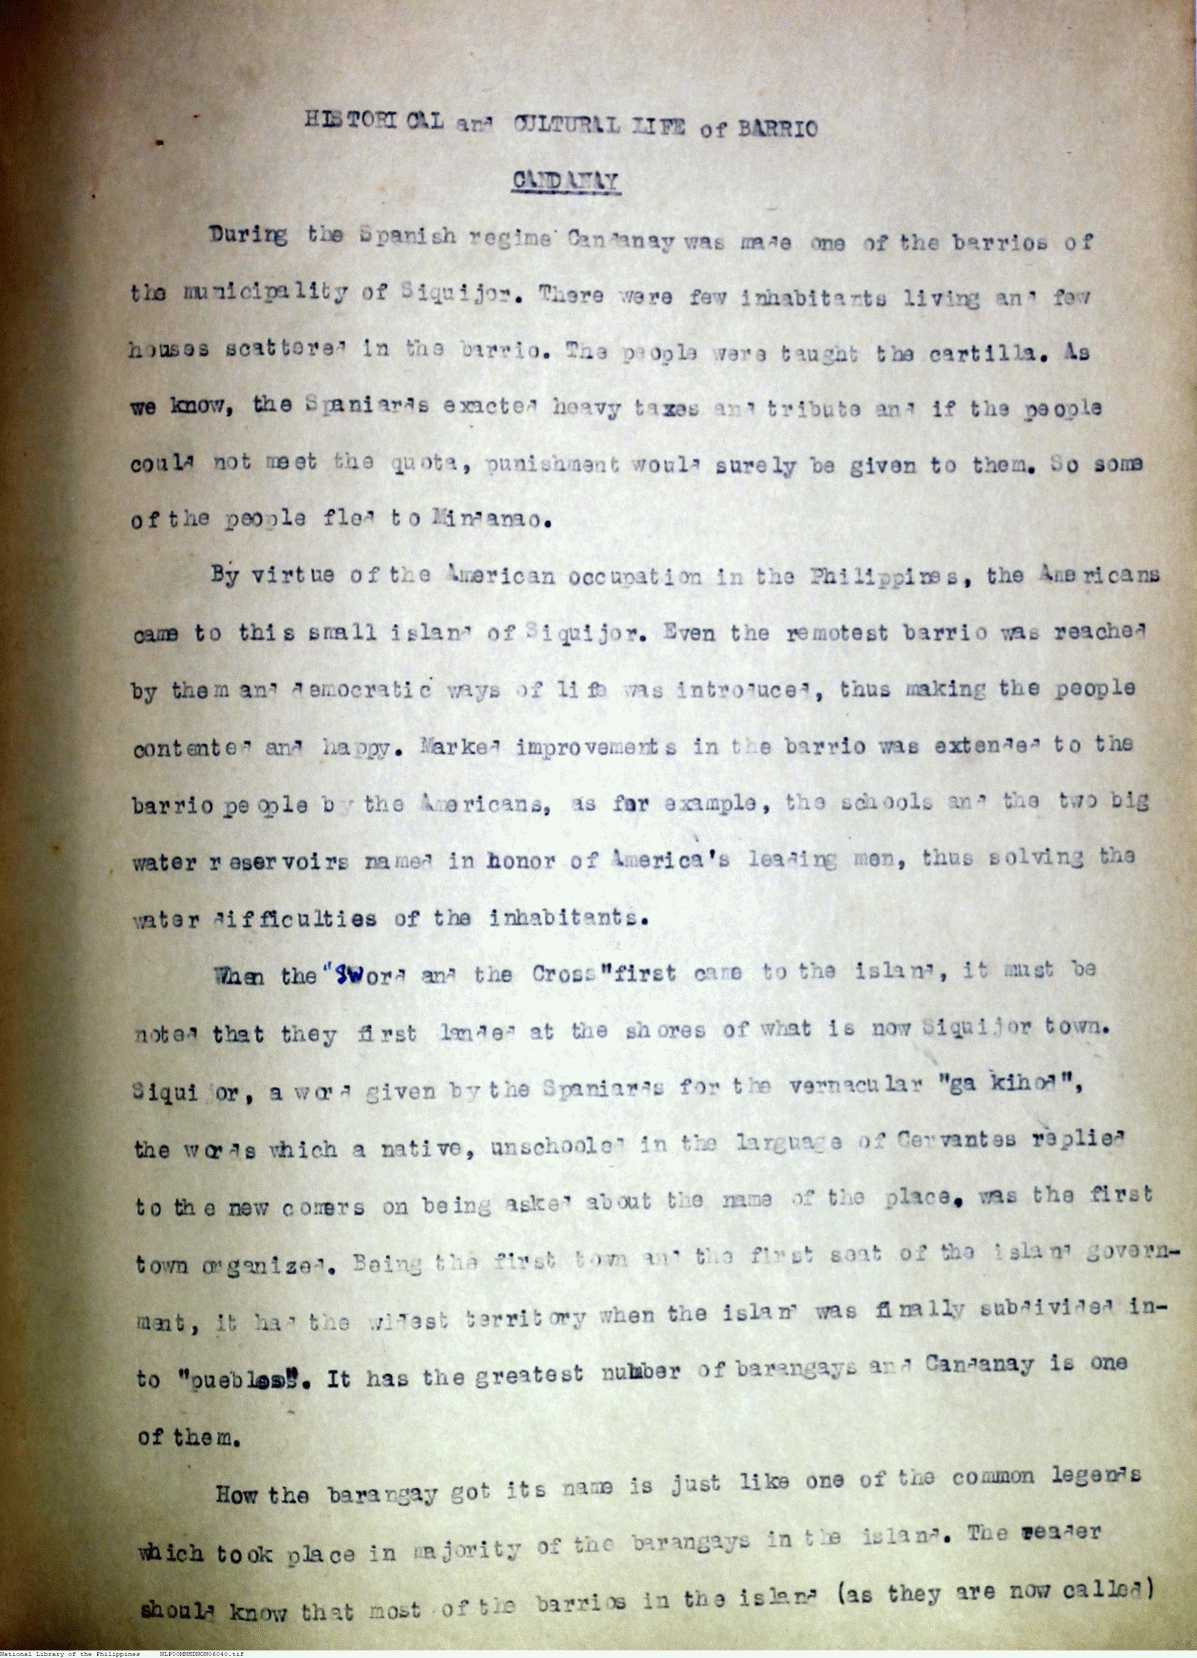 HISTORICAL and CULTURAL LIFE of BARRIO
CANDANAY
During the Spanish regime Candanay was made one of the barrios of
the municipality of Siquijor. There were few inhabitants living and few
houses scattered in the barrio. The people were taught the cartilla. As
we know, the Spaniards exacted heavy taxes and tribute and if the people
could not meet the quota, punishment would surely be given to them. So some
of the people fled to Mindanao.
By virtue of the American occupation in the Philippines, the Americans
came to this small island of Siquijor. Even the remotest barrio was reached
by them and democratic ways of life was introduced, thus making the people
contented and happy. Marked improvements in the barrio was extended to the
barrio people by the Americans, as for example, the schools and the two big
water reservoirs named in honor of America's leading men, thus solving the
water difficulties of the inhabitants.
When the "SWord and the Cross" first came to the island, it must be
noted that they first landed at the shores of what is now Siquijor town.
Siquijor, a word given by the Spaniards for the vernacular "ga kihod",
the words which a native, unschooled in the language of Cervantes replied
to the new comers on being asked about the name of the place. was the first
town organized. Being the first town and the first seat of the island govern-
ment, it had the widest territory when the island was finally subdivided in-
to "pueblos". It has the greatest number of barangays and Candanay is one
of them.
How the barangay got its name is just like one of the common legends
which took place in majority of the barangays in the island. The reader
should know that most of the barrios in the island (as they are now called)
National Library of the Philippines NLPJOHNMDNOR06040.tif